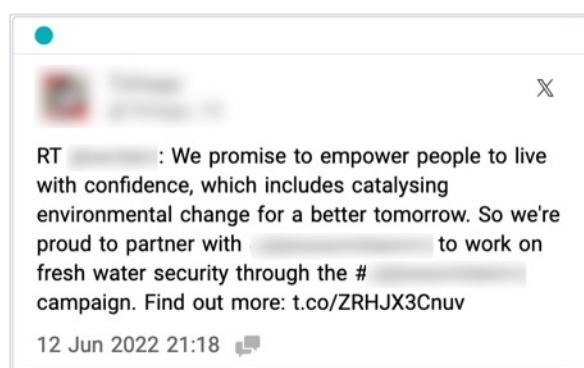 RT : We promise to empower people to live
with confidence, which includes catalysing
environmental change for a better tomorrow. So we're
proud to partner with to work on
fresh water security through the #
campaign. Find out more: t.co/ZRHJX3Cnuv
12 Jun 2022 21:18